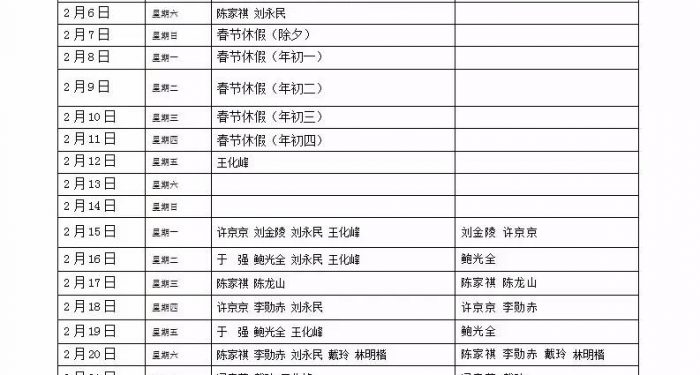 2月6日 星期六 陈家祺 刘永民
2月7日 星期日 春节休假（除夕）
2月8日 星期一 春节休假（年初一）
2月9日 星期二 春节休假（年初二）
2月10日 星期三 春节休假（年初三）
2月11日 星期四 春节休假（年初四）
2月12日 星期五 王化峰
2月13日 星期六
2月14日 星期日
2月15日 星期一 许京京 刘金陵 刘永民 王化峰 刘金陵 许京京
2月16日 星期二 于 强 鲍光全 刘永民 王化峰 鲍光全
2月17日 星期三 陈家祺 陈龙山 陈家祺 陈龙山
2月18日 星期四 许京京 李勋赤 刘永民 许京京 李勋赤
2月19日 星期五 于 强 鲍光全 王化峰 鲍光全
2月20日 星期六 陈家祺 李勋赤 刘永民 戴玲 林明楷 陈家祺 李勋赤 戴玲 林明楷